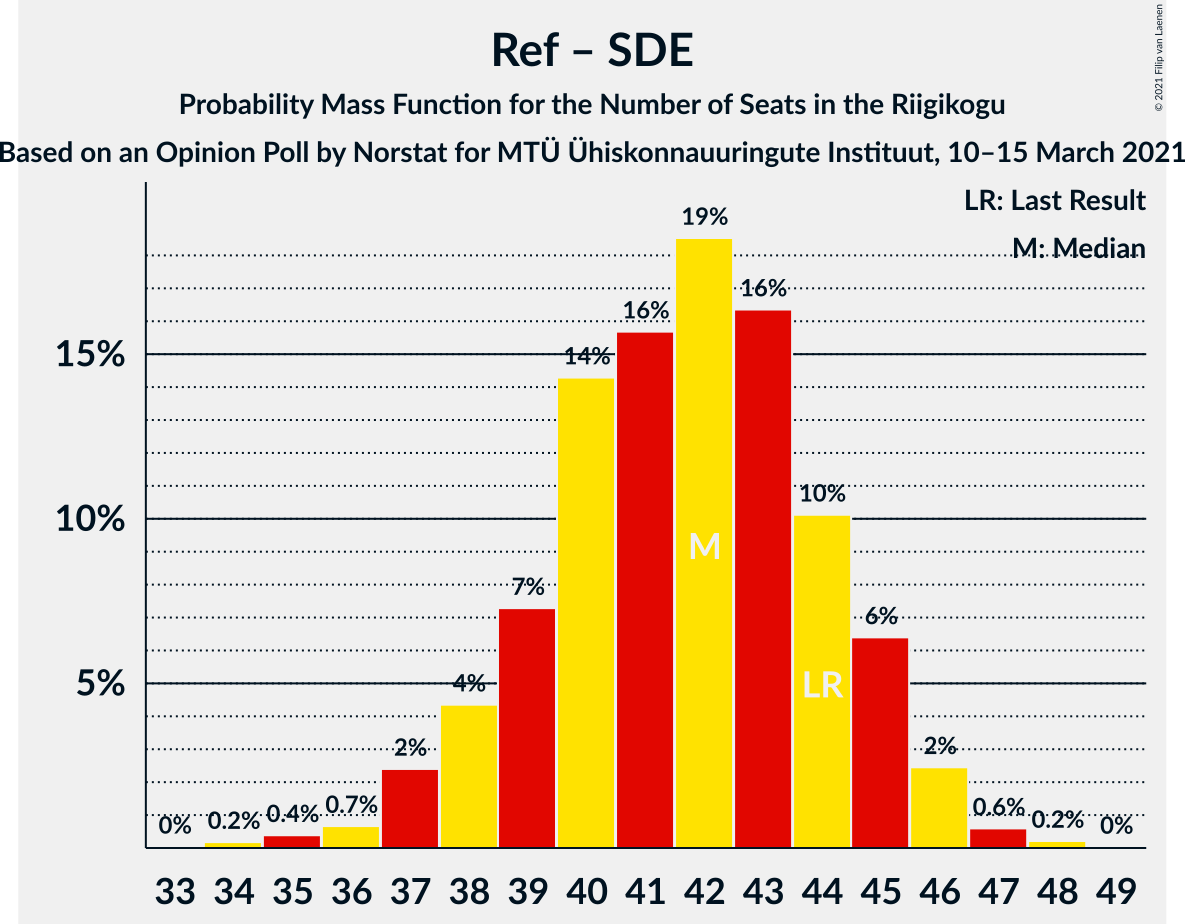 Ref – SDE
Probability Mass Function for the Number of Seats in the Riigikogu
Based on an Opinion Poll by Norstat for MTÜ Ühiskonnauuringute Instituut, 10–15 March 2021
© 2021 Filip van Laenen
LR: Last Result
M: Median
15%
10%
5%
0%
0.2%
0.4%
0.7%
2%
4%
7%
14%
16%
19%
16%
10%
6%
2%
0.6%
0.2%
0%
M
LR
33 34 35 36 37 38 39 40 41 42 43 44 45 46 47 48 49